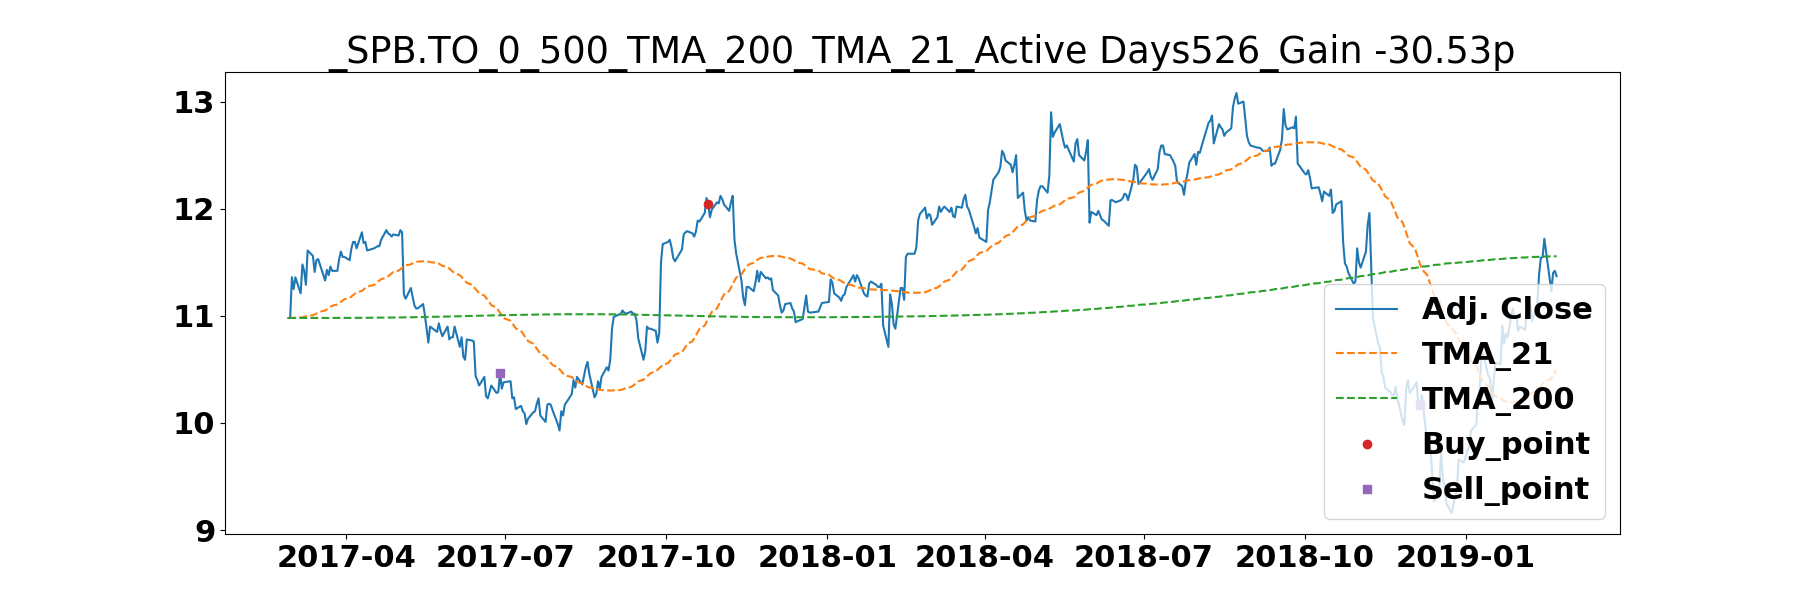 _SPB.TO_0_500_TMA_200_TMA_21_Active Days526_Gain -30.53p
13
12
11
10
9
Adj. Close
TMA_21
TMA_200
Buy_point
Sell_point
2017-04 2017-07 2017-10 2018-01 2018-04 2018-07 2018-10 2019-01